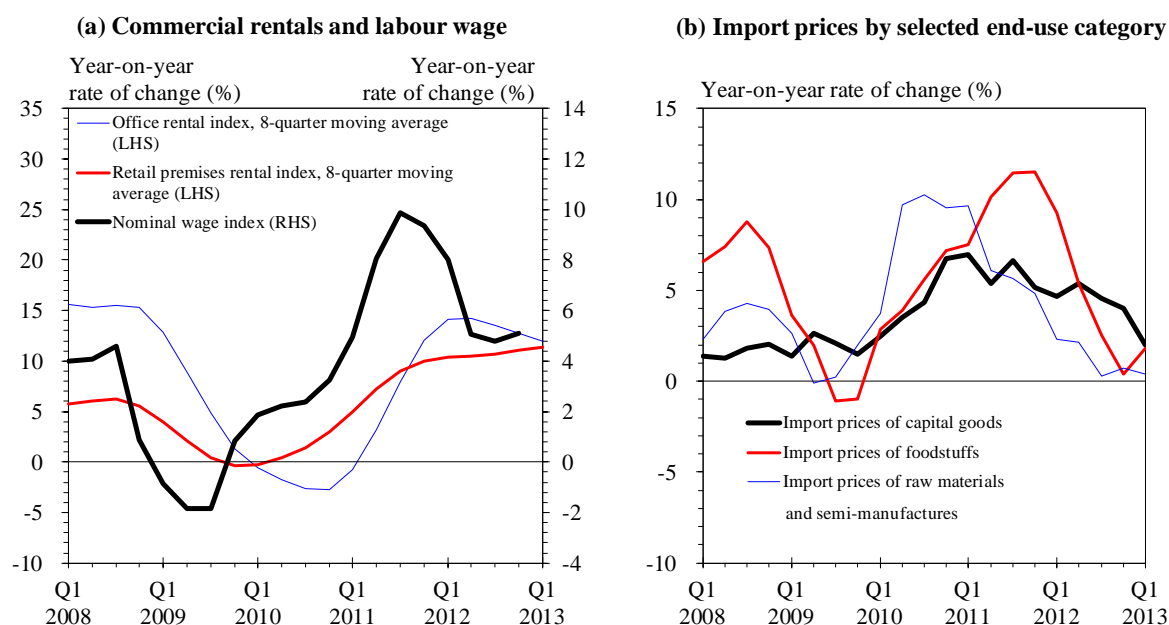 (a) Commercial rentals and labour wage
Year-on-year
rate of change (%)
Year-on-year
rate of change (%)
35
30
25
20
15
10
5
0
-5
-10
14
12
10
8
6
4
2
0
-2
-4
Office rental index, 8-quarter moving average
(LHS)
Retail premises rental index, 8-quarter moving
average (LHS)
Nominal wage index (RHS)
Q1 Q1 Q1 Q1 Q1 Q1
2008 2009 2010 2011 2012 2013
(b) Import prices by selected end-use category
Year-on-year rate of change (%)
15
10
5
0
-5
-10
Import prices of capital goods
Import prices of foodstuffs
Import prices of raw materials
and semi-manufactures
Q1 Q1 Q1 Q1 Q1 Q1
2008 2009 2010 2011 2012 2013